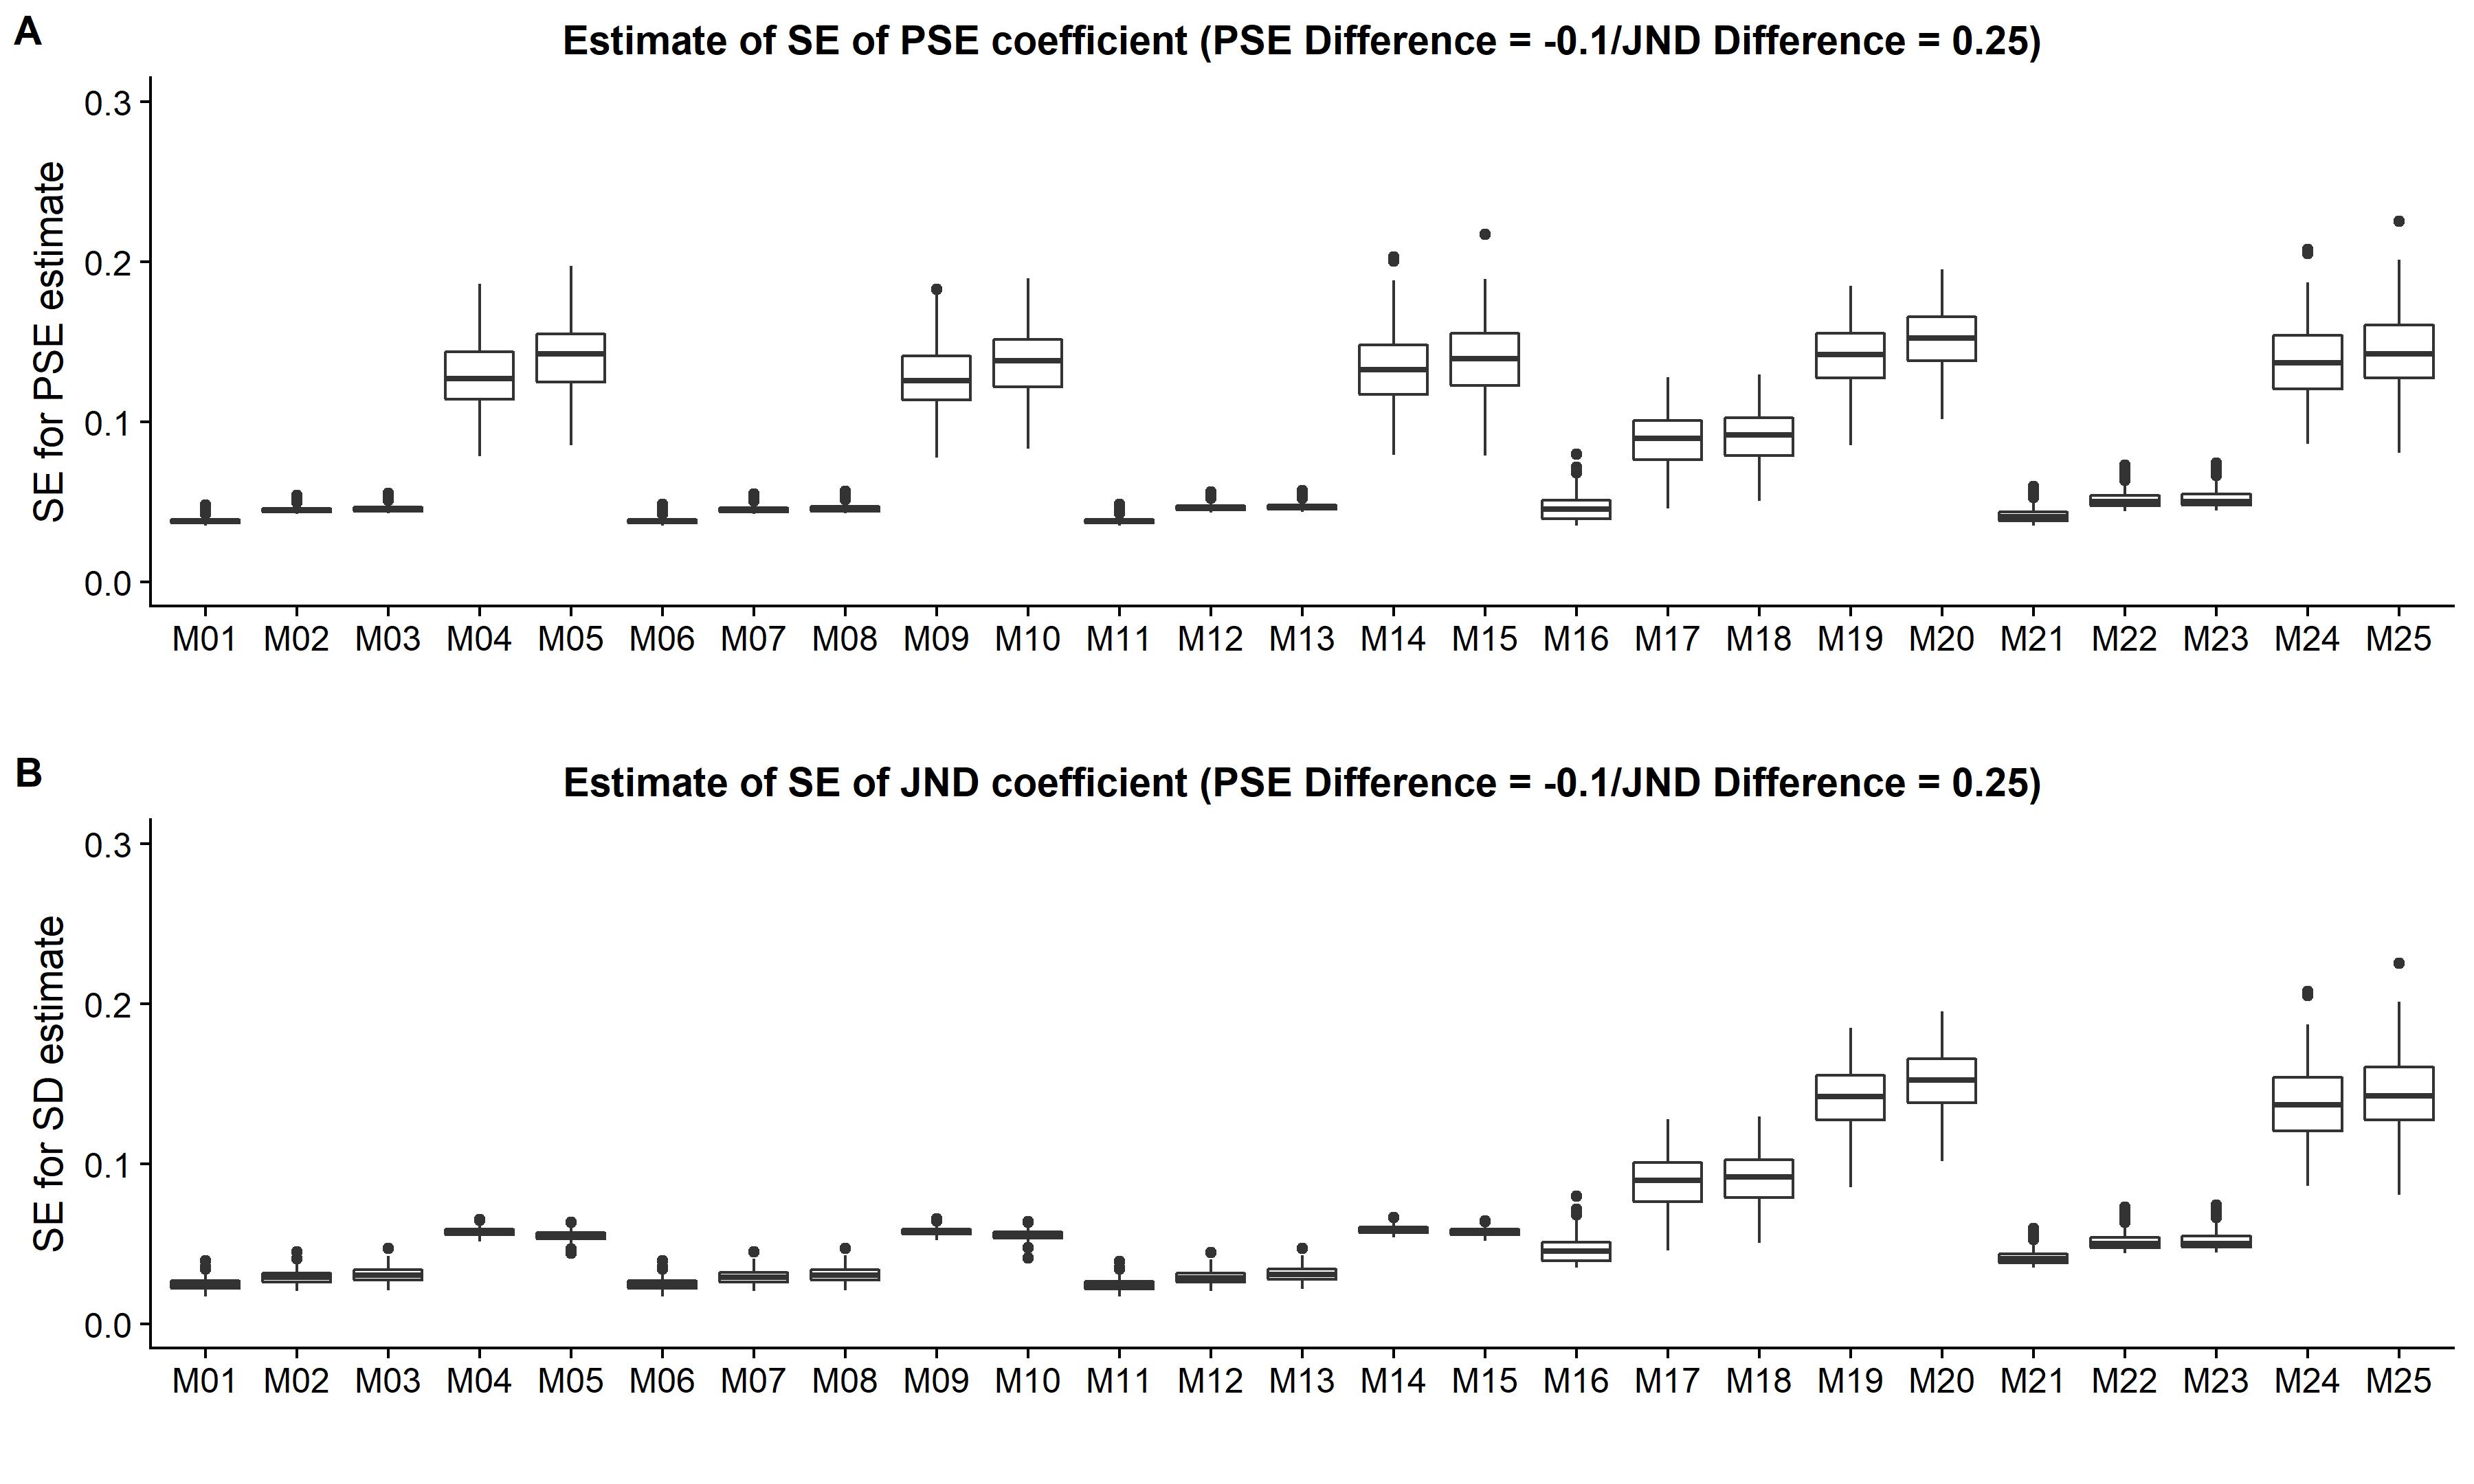 A
Estimate of SE of PSE coefficient (PSE Difference = -0.1/JND Difference = 0.25)
SE for PSE estimate
0.3
0.2
0.1
0.0
M01 M02 M03 M04 M05 M06 M07 M08 M09 M10 M11 M12 M13 M14 M15 M16 M17 M18 M19 M20 M21 M22 M23 M24 M25
B
Estimate of SE of JND coefficient (PSE Difference = -0.1/JND Difference = 0.25)
SE for SD estimate
0.3
0.2
0.1
0.0
M01 M02 M03 M04 M05 M06 M07 M08 M09 M10 M11 M12 M13 M14 M15 M16 M17 M18 M19 M20 M21 M22 M23 M24 M25